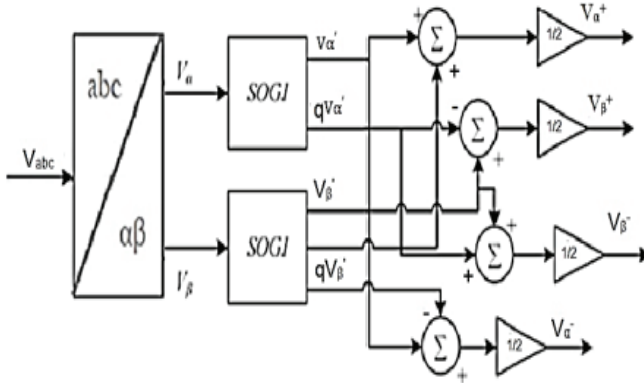 Vα' Vα+
+ Σ + 1/2
abc Vα SOGI
qVα' - Σ + 1/2 Vβ+
Vabc
Vβ' + Vβ-
SOGI + Σ 1/2
αβ
Vβ qVβ'
- Σ + 1/2 Vα-